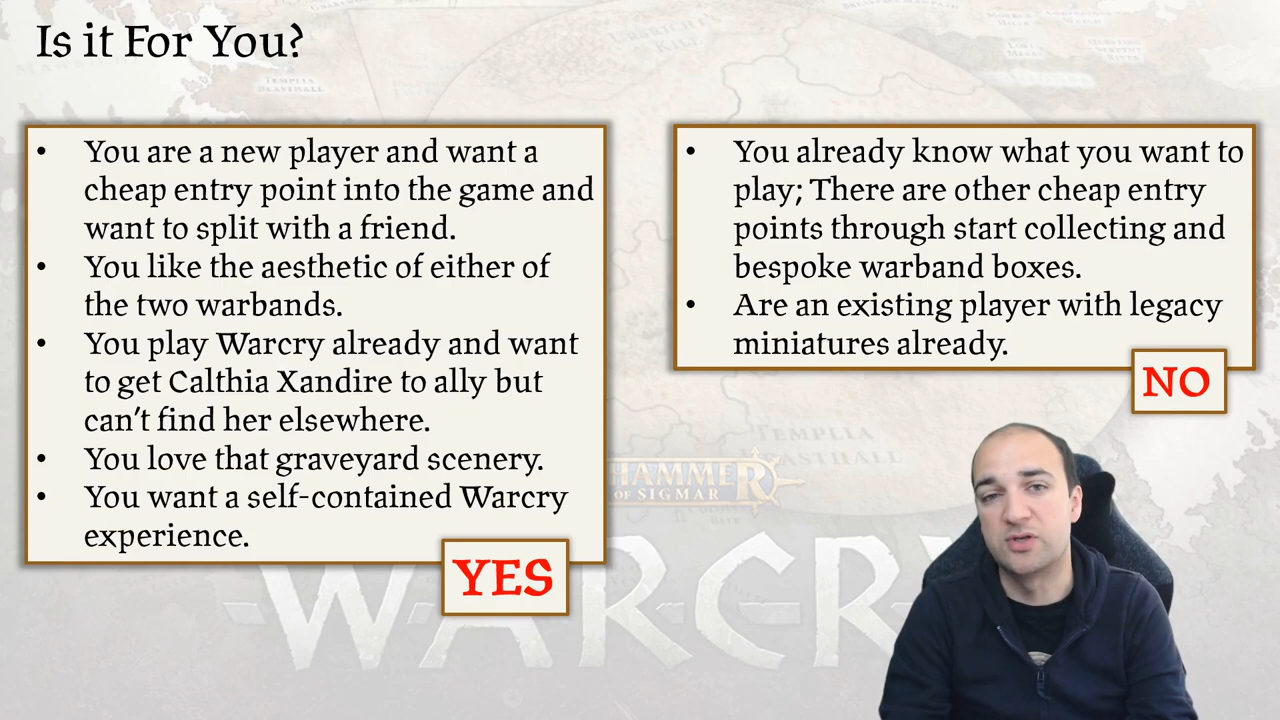 Is it For You?
• You are a new player and want a
cheap entry point into the game and
want to split with a friend.
• You like the aesthetic of either of
the two warbands.
• You play Warcry already and want
to get Calthia Xandire to ally but
can't find her elsewhere.
• You love that graveyard scenery.
• You want a self-contained Warcry
experience.
YES
• You already know what you want to
play; There are other cheap entry
points through start collecting and
bespoke warband boxes.
• Are an existing player with legacy
miniatures already.
NO
TEMPLIA
HAMMER
OF SIGMAR
WARCRY